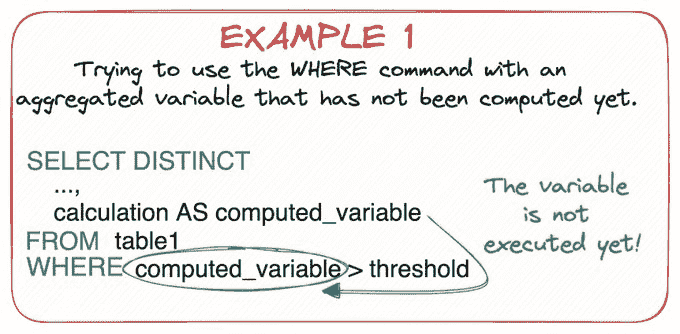 EXAMPLE 1
Trying to use the WHERE command with an
aggregated variable that has not been computed yet.
SELECT DISTINCT
...,
calculation AS computed_variable
FROM table1
WHERE computed_variable > threshold
The variable
is not
executed yet!